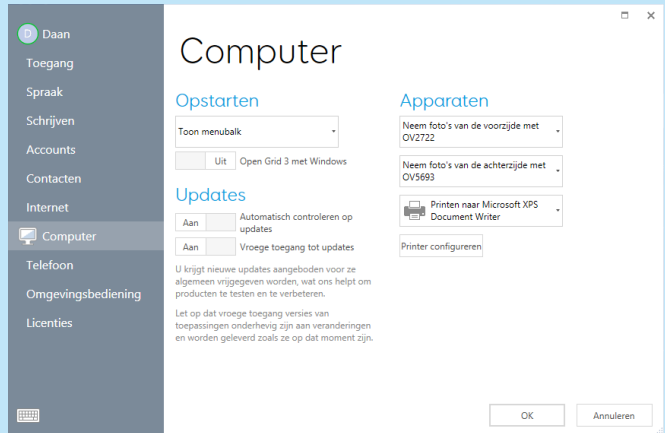 D Daan
Toegang
Spraak
Schrijven
Accounts
Contacten
Internet
Computer
Telefoon
Omgevingsbediening
Licenties
Computer
Opstarten
Toon menubalk
Uit Open Grid 3 met Windows
Updates
Aan Automatisch controleren op
updates
Aan Vroege toegang tot updates
U krijgt nieuwe updates aangeboden voor ze
algemeen vrijgegeven worden, wat ons helpt om
producten te testen en te verbeteren.
Let op dat vroege toegang versies van
toepassingen onderhevig zijn aan veranderingen
en worden geleverd zoals ze op dat moment zijn.
Apparaten
Neem foto's van de voorzijde met
OV2722
Neem foto's van de achterzijde met
OV5693
Printen naar Microsoft XPS
Document Writer
Printer configureren
OK
Annuleren